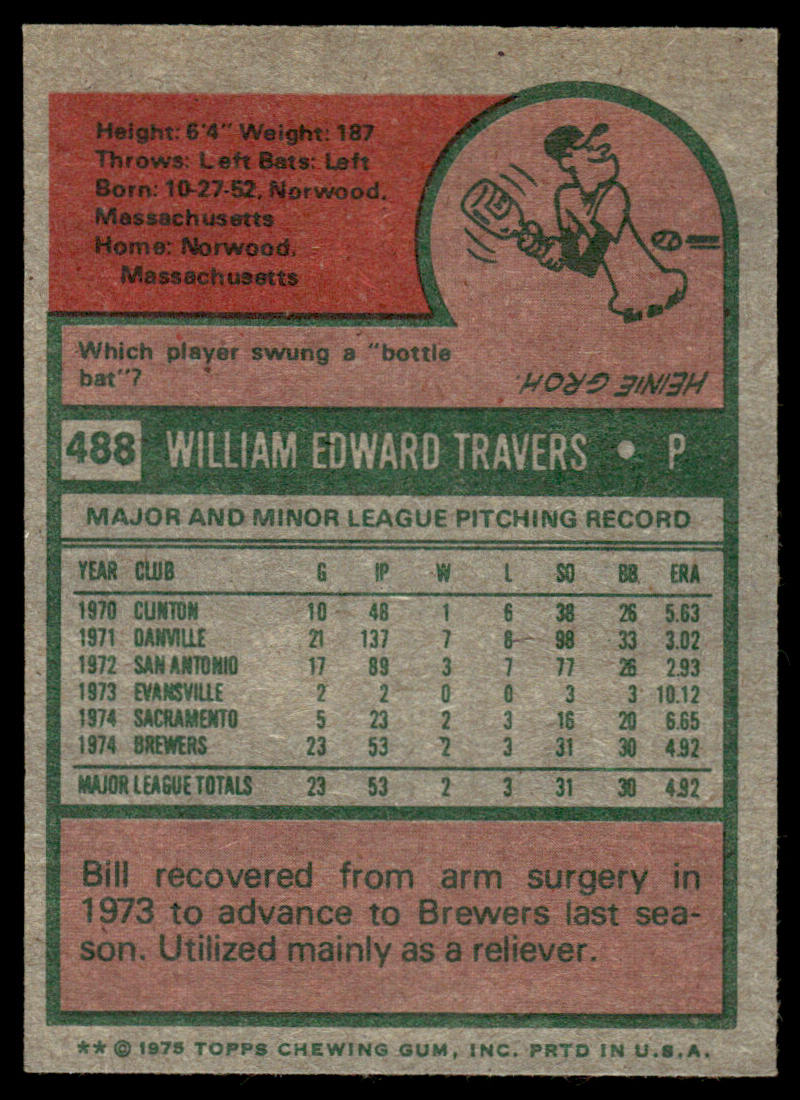 Height: 6'4" Weight: 187
Throws: Left Bats: Left
Born: 10-27-52, Norwood,
Massachusetts
Home: Norwood,
Massachusetts
Which player swung a "bottle
bat"?
HEINIE GROH.
488 WILLIAM EDWARD TRAVERS • P
MAJOR AND MINOR LEAGUE PITCHING RECORD
YEAR CLUB G IP W L SO BB ERA
1970 CLINTON 10 48 1 6 38 26 5.63
1971 DANVILLE 21 137 7 8 98 33 3.02
1972 SAN ANTONIO 17 89 3 7 77 26 2.93
1973 EVANSVILLE 2 2 0 0 3 3 10.12
1974 SACRAMENTO 5 23 2 3 16 20 6.65
1974 BREWERS 23 53 2 3 31 30 4.92
MAJOR LEAGUE TOTALS 23 53 2 3 31 30 4.92
Bill recovered from arm surgery in
1973 to advance to Brewers last sea-
son. Utilized mainly as a reliever.
** © 1975 TOPPS CHEWING GUM, INC. PRTD IN U.S.A.